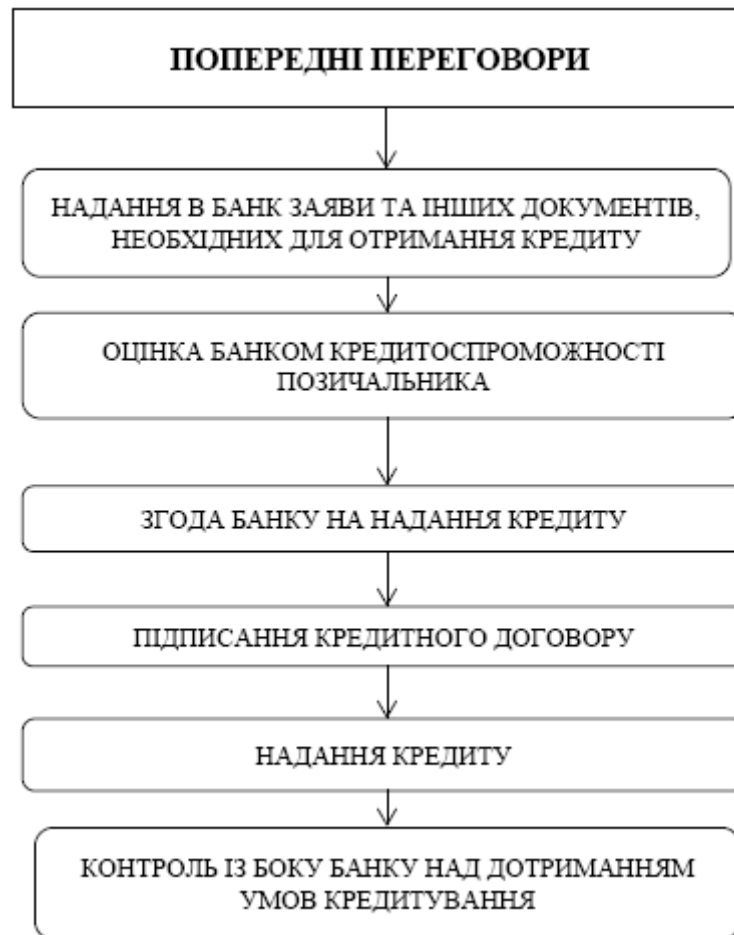 ПОПЕРЕДНІ ПЕРЕГОВОРИ
НАДАННЯ В БАНК ЗАЯВИ ТА ІНШИХ ДОКУМЕНТІВ,
НЕОБХІДНИХ ДЛЯ ОТРИМАННЯ КРЕДИТУ
ОЦІНКА БАНКОМ КРЕДИТОСПРОМОЖНОСТІ
ПОЗИЧАЛЬНИКА
ЗГОДА БАНКУ НА НАДАННЯ КРЕДИТУ
ПІДПИСАННЯ КРЕДИТНОГО ДОГОВОРУ
НАДАННЯ КРЕДИТУ
КОНТРОЛЬ ІЗ БОКУ БАНКУ НАД ДОТРИМАННЯМ
УМОВ КРЕДИТУВАННЯ